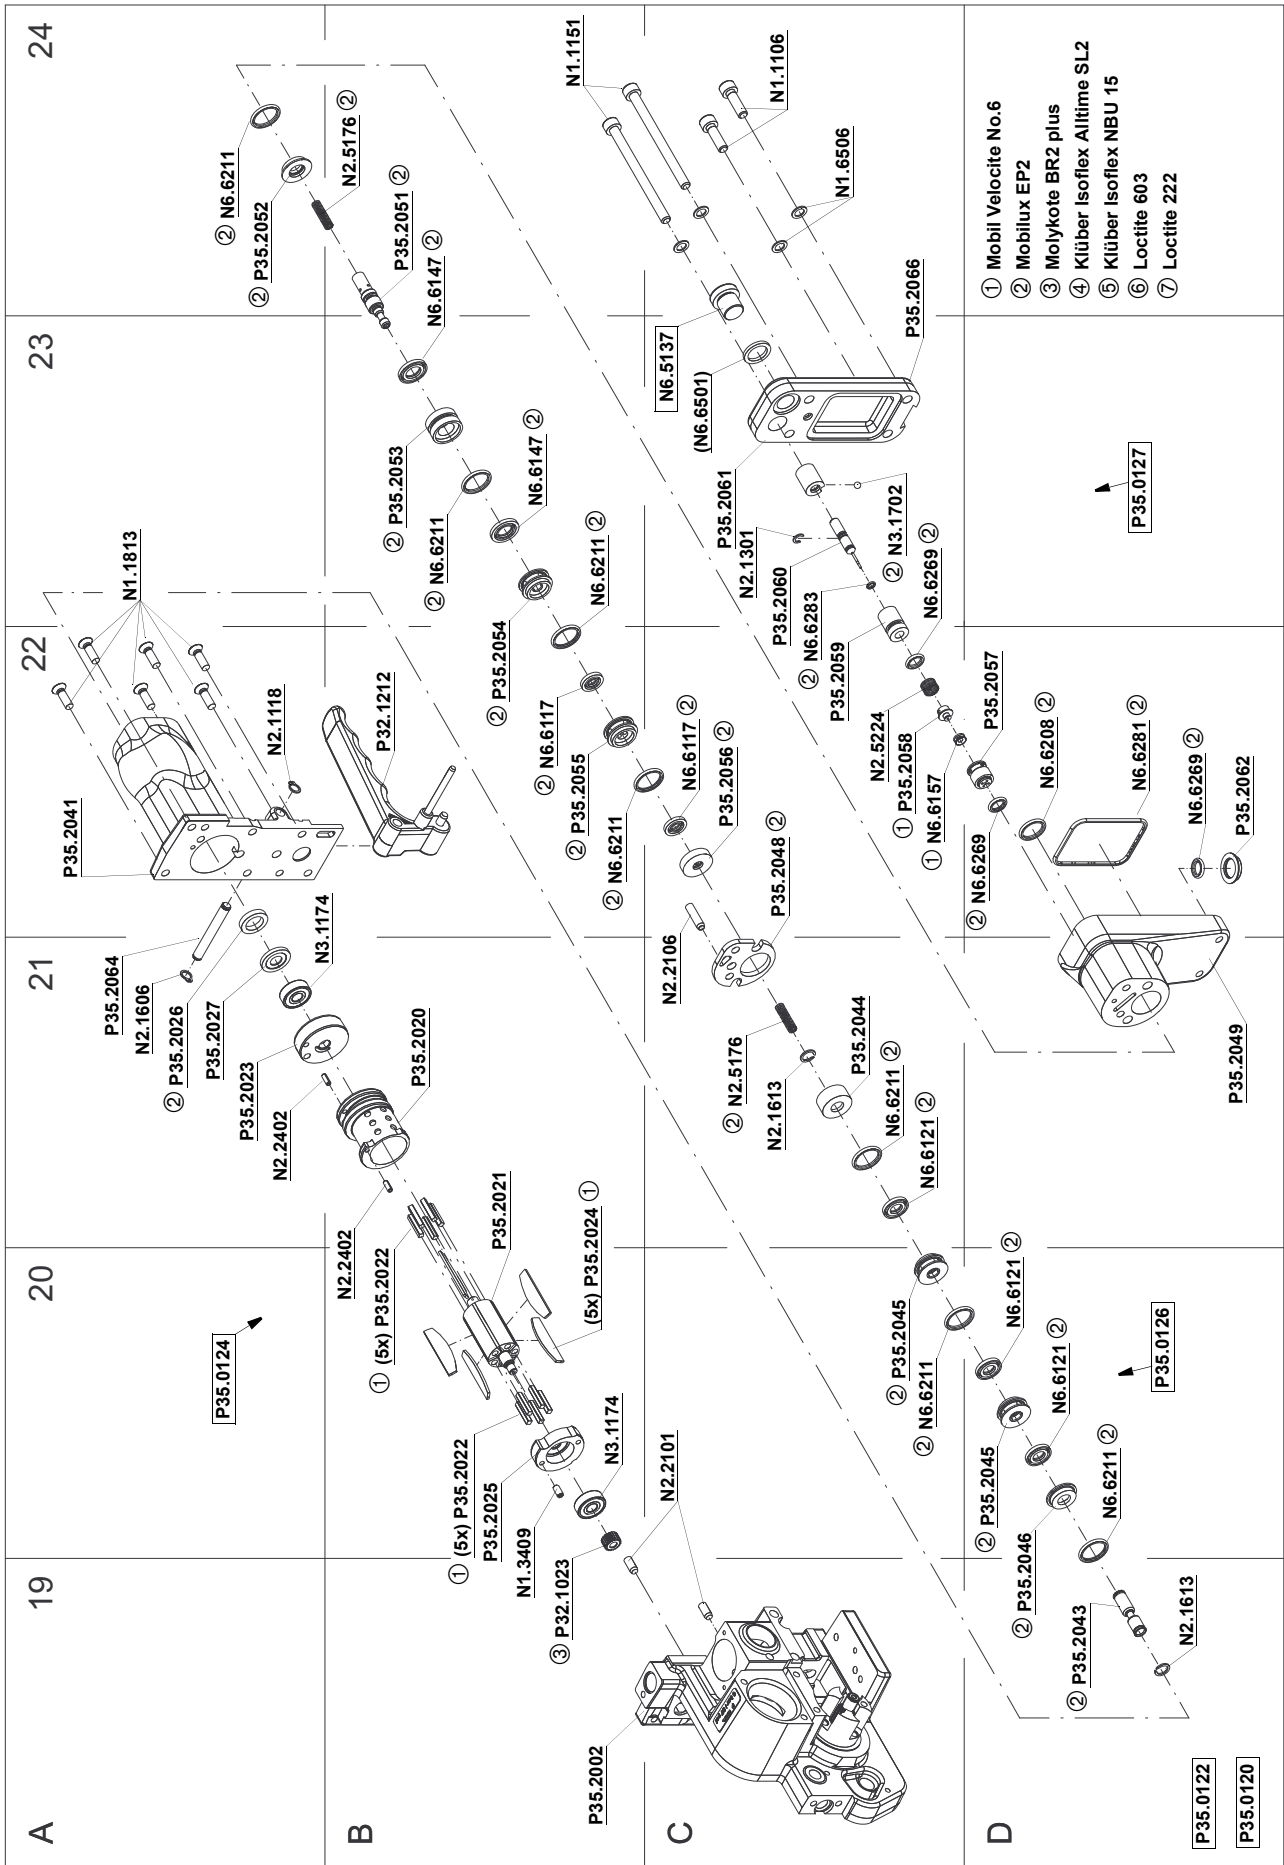 24
23
22
21
20
19
A
B
C
D
② N6.6211
② P35.2052
N2.5176 ②
P35.2051 ②
N6.6147 ②
② P35.2053
② N6.6211
N6.6147 ②
② P35.2054
N6.6211 ②
② N6.6117
② P35.2055
② N6.6211
N6.6117 ②
P35.2056 ②
P35.2048 ②
N2.2106
② N2.5176
N2.1613
P35.2044
N6.6211 ②
N6.6121 ②
② P35.2045
② N6.6211
N6.6121 ②
② P35.2045
N6.6121 ②
② P35.2046
N6.6211 ②
② P35.2043
N2.1613
N1.1813
P35.2041
N2.1118
P32.1212
P35.2064
N2.1606
② P35.2026
P35.2027
N3.1174
P35.2023
N2.2402
P35.2020
N2.2402
① (5x) P35.2022
P35.2021
(5x) P35.2024 ①
P35.0124
① (5x) P35.2022
P35.2025
N1.3409
③ P32.1023
N3.1174
N2.2101
P35.2002
N1.1151
N1.1106
N1.6506
N6.5137
(N6.6501)
P35.2066
P35.2061
N2.1301
P35.2060
② N3.1702
② N6.6283
P35.2059
N6.6269 ②
N2.5224
① P35.2058
① N6.6157
P35.2057
② N6.6269
N6.6208 ②
N6.6281 ②
N6.6269 ②
P35.2062
P35.2049
P35.0127
P35.0126
P35.0122
P35.0120
① Mobil Velocite No.6
② Mobilux EP2
③ Molykote BR2 plus
④ Klüber Isoflex Alltime SL2
⑤ Klüber Isoflex NBU 15
⑥ Loctite 603
⑦ Loctite 222